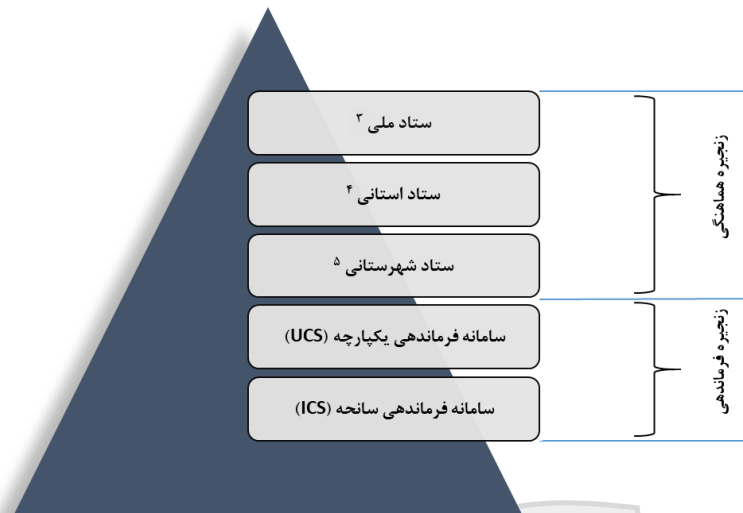 ستاد ملی ۳
ستاد استانی ۴
ستاد شهرستانی ۵
زنجیره هماهنگی
سامانه فرماندهی یکپارچه (UCS)
سامانه فرماندهی سانحه (ICS)
زنجیره فرماندهی